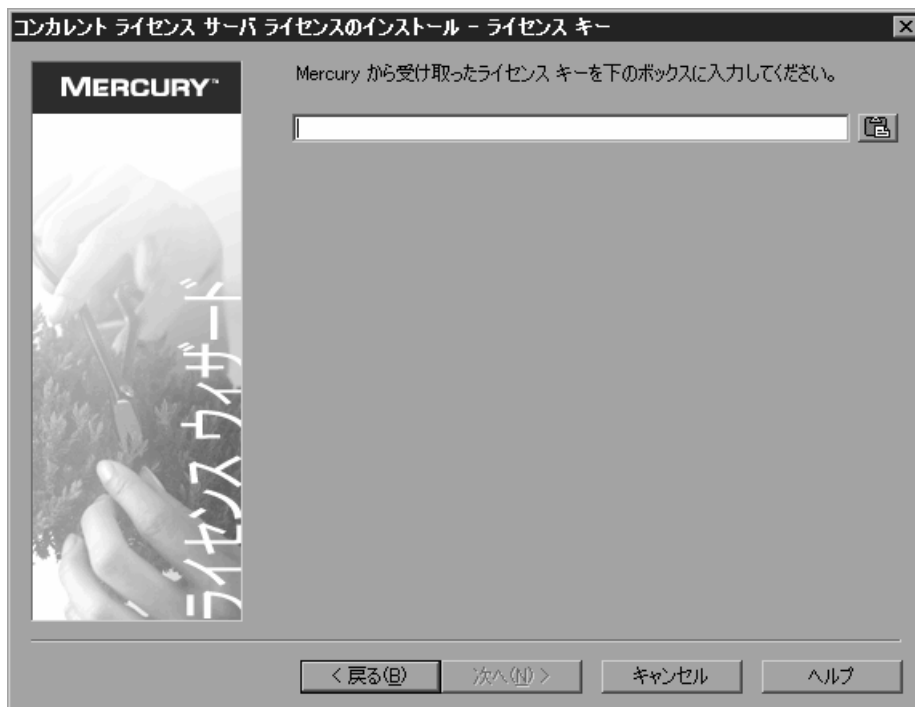 コンカレント ライセンス サーバ ライセンスのインストール - ライセンス キー
MERCURY™
Mercury から受け取ったライセンス キーを下のボックスに入力してください。
ライセンス ウィザード
< 戻る(B)
次へ(N) >
キャンセル
ヘルプ